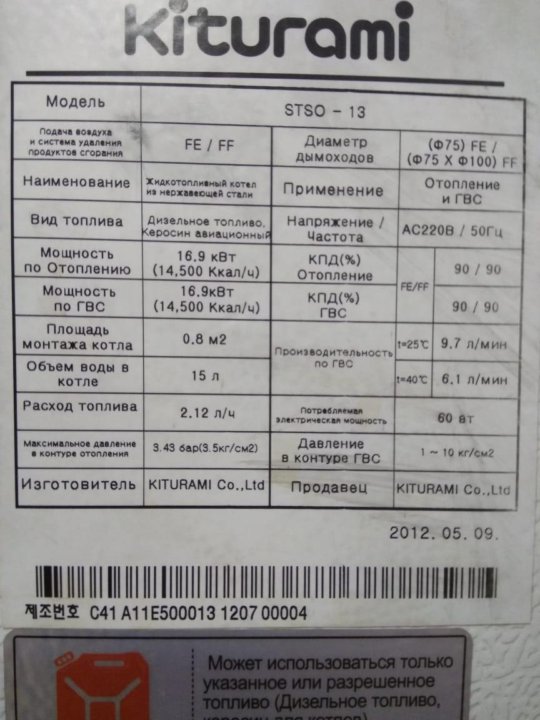 Kiturami
Модель STSO - 13
Подача воздуха
и система удаления
продуктов сгорания
FE / FF
Диаметр
дымоходов
(Ф75) FE /
(Ф75 X Ф100) FF
Наименование
Жидкотопливный котел
из нержавеющей стали
Применение
Отопление
и ГВС
Вид топлива
Дизельное топливо,
Керосин авиационный
Напряжение /
Частота
AC220В / 50Гц
Мощность
по Отоплению
16,9 кВт
(14,500 Ккал/ч)
КПД(%)
Отопление
FE/FF
90 / 90
Мощность
по ГВС
16,9кВт
(14,500 Ккал/ч)
КПД(%)
ГВС
90 / 90
Площадь
монтажа котла
0.8 м2
Производительность
по ГВС
t=25℃ 9.7 л/мин
Объем воды в
котле
15 л
t=40℃ 6.1 л/мин
Расход топлива
2.12 л/ч
Потребляемая
электрическая мощность
60 вт
Максимальное давление
в контуре отопления
3.43 бар(3.5кг/см2)
Давление
в контуре ГВС
1 ~ 10 кг/см2
Изготовитель KITURAMI Co.,Ltd Продавец KITURAMI Co.,Ltd
2012. 05. 09.
제조번호 C41 A11E500013 1207 00004
Может использоваться только
указанное или разрешенное
топливо (Дизельное топливо,
керосин для котлов)